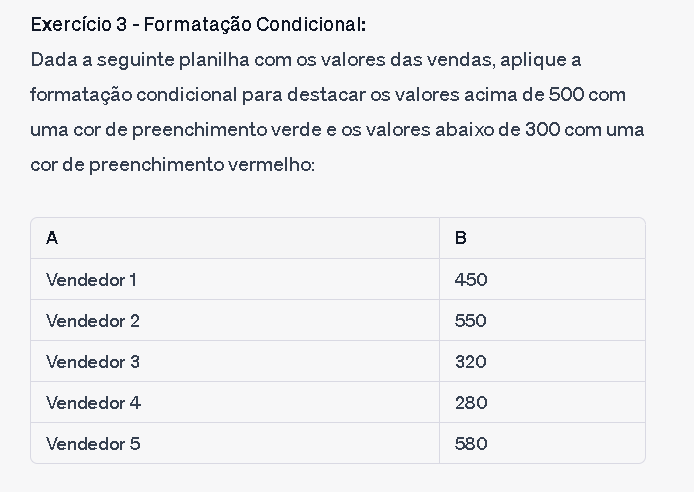 Exercício 3 - Formatação Condicional:
Dada a seguinte planilha com os valores das vendas, aplique a
formatação condicional para destacar os valores acima de 500 com
uma cor de preenchimento verde e os valores abaixo de 300 com uma
cor de preenchimento vermelho:
A B
Vendedor 1 450
Vendedor 2 550
Vendedor 3 320
Vendedor 4 280
Vendedor 5 580